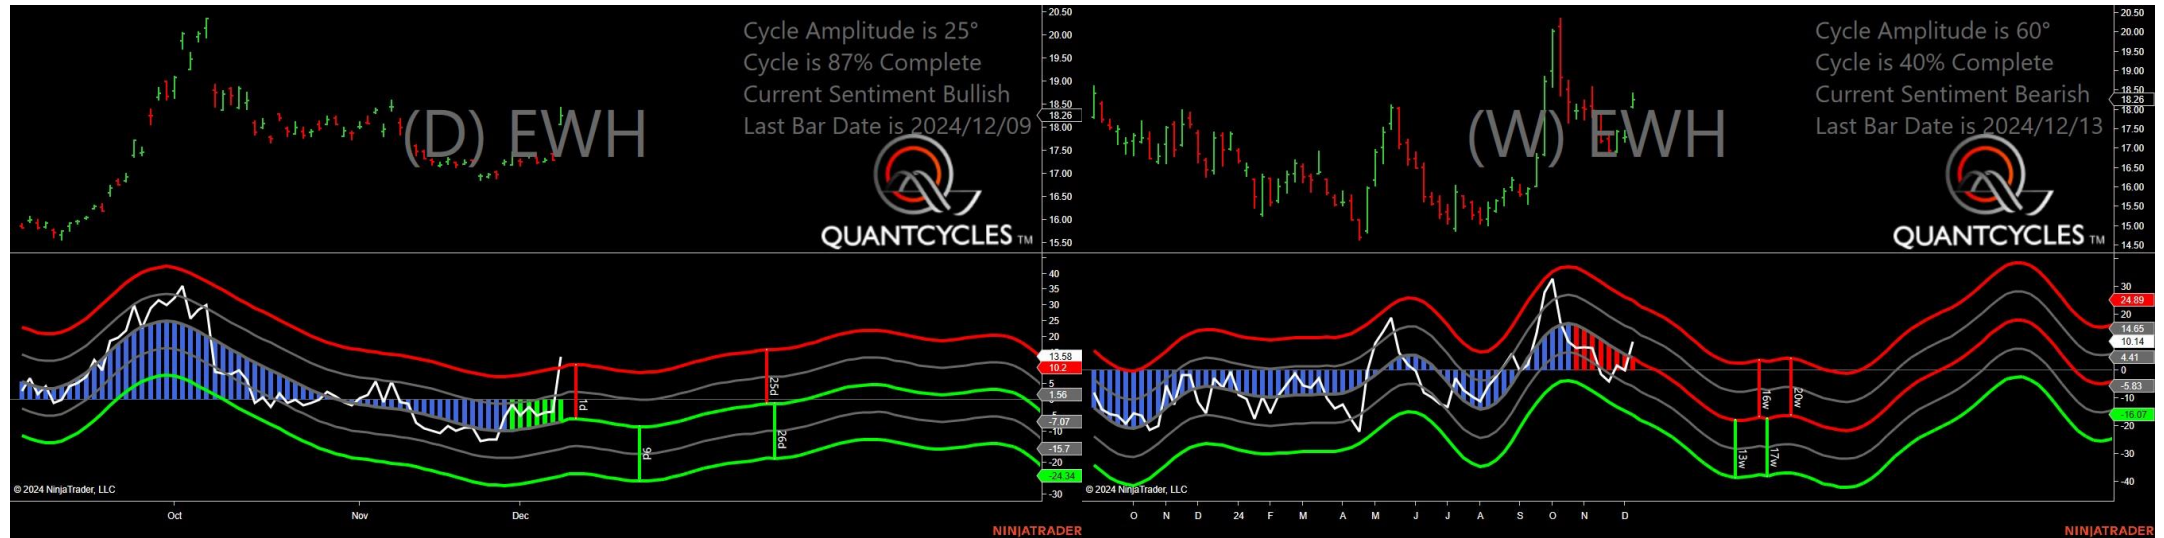 Cycle Amplitude is 25°
Cycle is 87% Complete
Current Sentiment Bullish
Last Bar Date is 2024/12/09
(D) EWH
QUANTCYCLES TM
20.50
20.00
19.50
19.00
18.50
18.26
18.00
17.50
17.00
16.50
16.00
15.50
40
35
30
25
20
13.58
10.2
5
1.56
-7.07
-10
-15.7
-20
-24.34
-30
1d
9d
25d
26d
© 2024 NinjaTrader, LLC
Oct Nov Dec
NINJATRADER
Cycle Amplitude is 60°
Cycle is 40% Complete
Current Sentiment Bearish
Last Bar Date is 2024/12/13
(W) EWH
QUANTCYCLES TM
20.50
20.00
19.50
19.00
18.50
18.26
18.00
17.50
17.00
16.50
16.00
15.50
15.00
14.50
30
24.89
20
14.65
10.14
4.41
0
-5.83
-10
-16.07
-20
-30
-40
13w
16w
17w
20w
© 2024 NinjaTrader, LLC
O N D 24 F M A M J J A S O N D
NINJATRADER